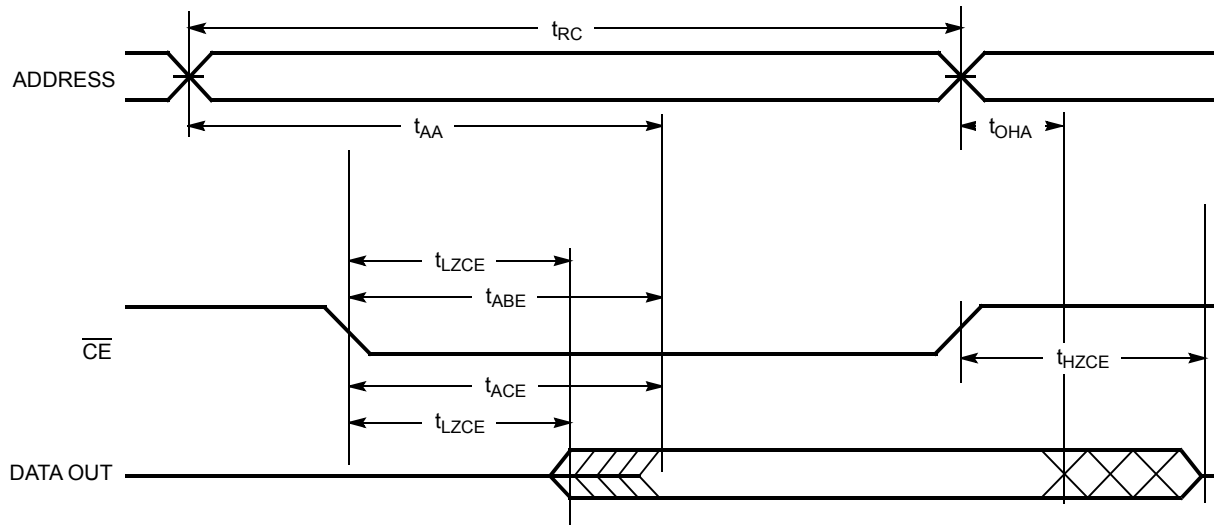 tRC
ADDRESS
tAA
tOHA
tLZCE
tABE
CE
tHZCE
tACE
tLZCE
DATA OUT